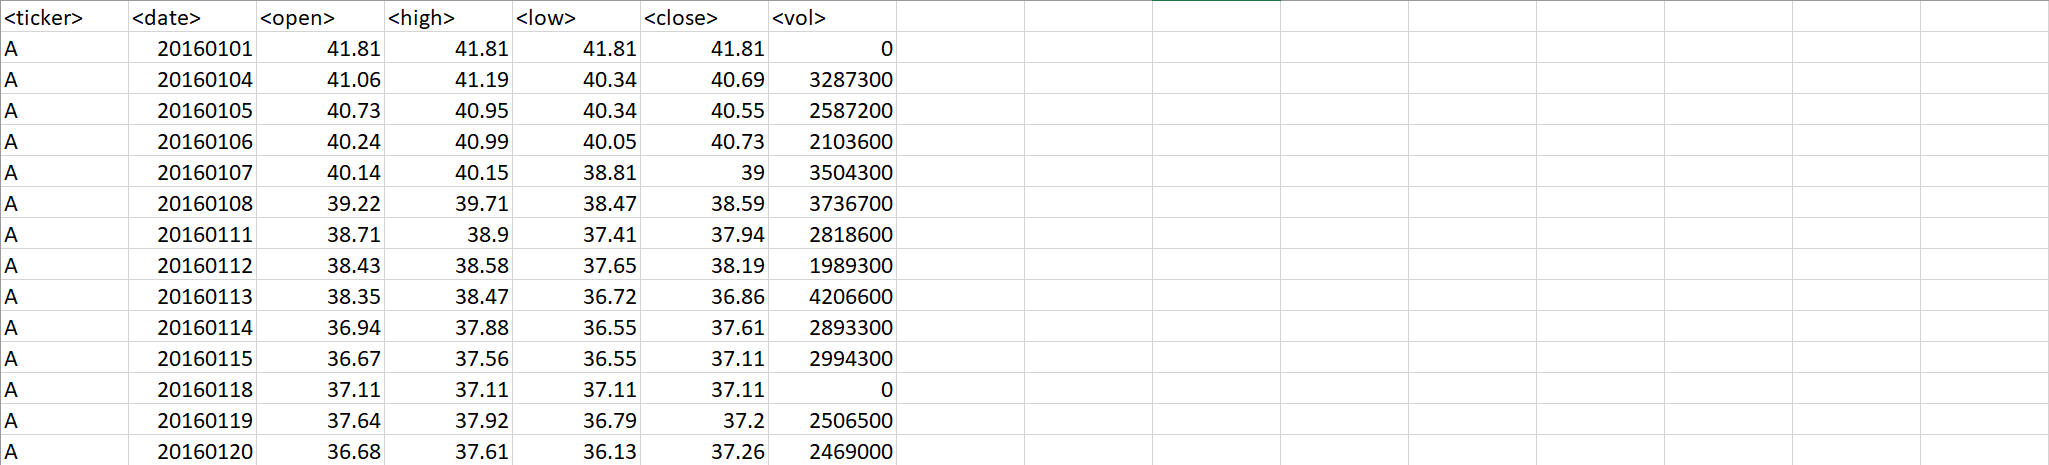 <ticker> <date> <open> <high> <low> <close> <vol>
A 20160101 41.81 41.81 41.81 41.81 0
A 20160104 41.06 41.19 40.34 40.69 3287300
A 20160105 40.73 40.95 40.34 40.55 2587200
A 20160106 40.24 40.99 40.05 40.73 2103600
A 20160107 40.14 40.15 38.81 39 3504300
A 20160108 39.22 39.71 38.47 38.59 3736700
A 20160111 38.71 38.9 37.41 37.94 2818600
A 20160112 38.43 38.58 37.65 38.19 1989300
A 20160113 38.35 38.47 36.72 36.86 4206600
A 20160114 36.94 37.88 36.55 37.61 2893300
A 20160115 36.67 37.56 36.55 37.11 2994300
A 20160118 37.11 37.11 37.11 37.11 0
A 20160119 37.64 37.92 36.79 37.2 2506500
A 20160120 36.68 37.61 36.13 37.26 2469000